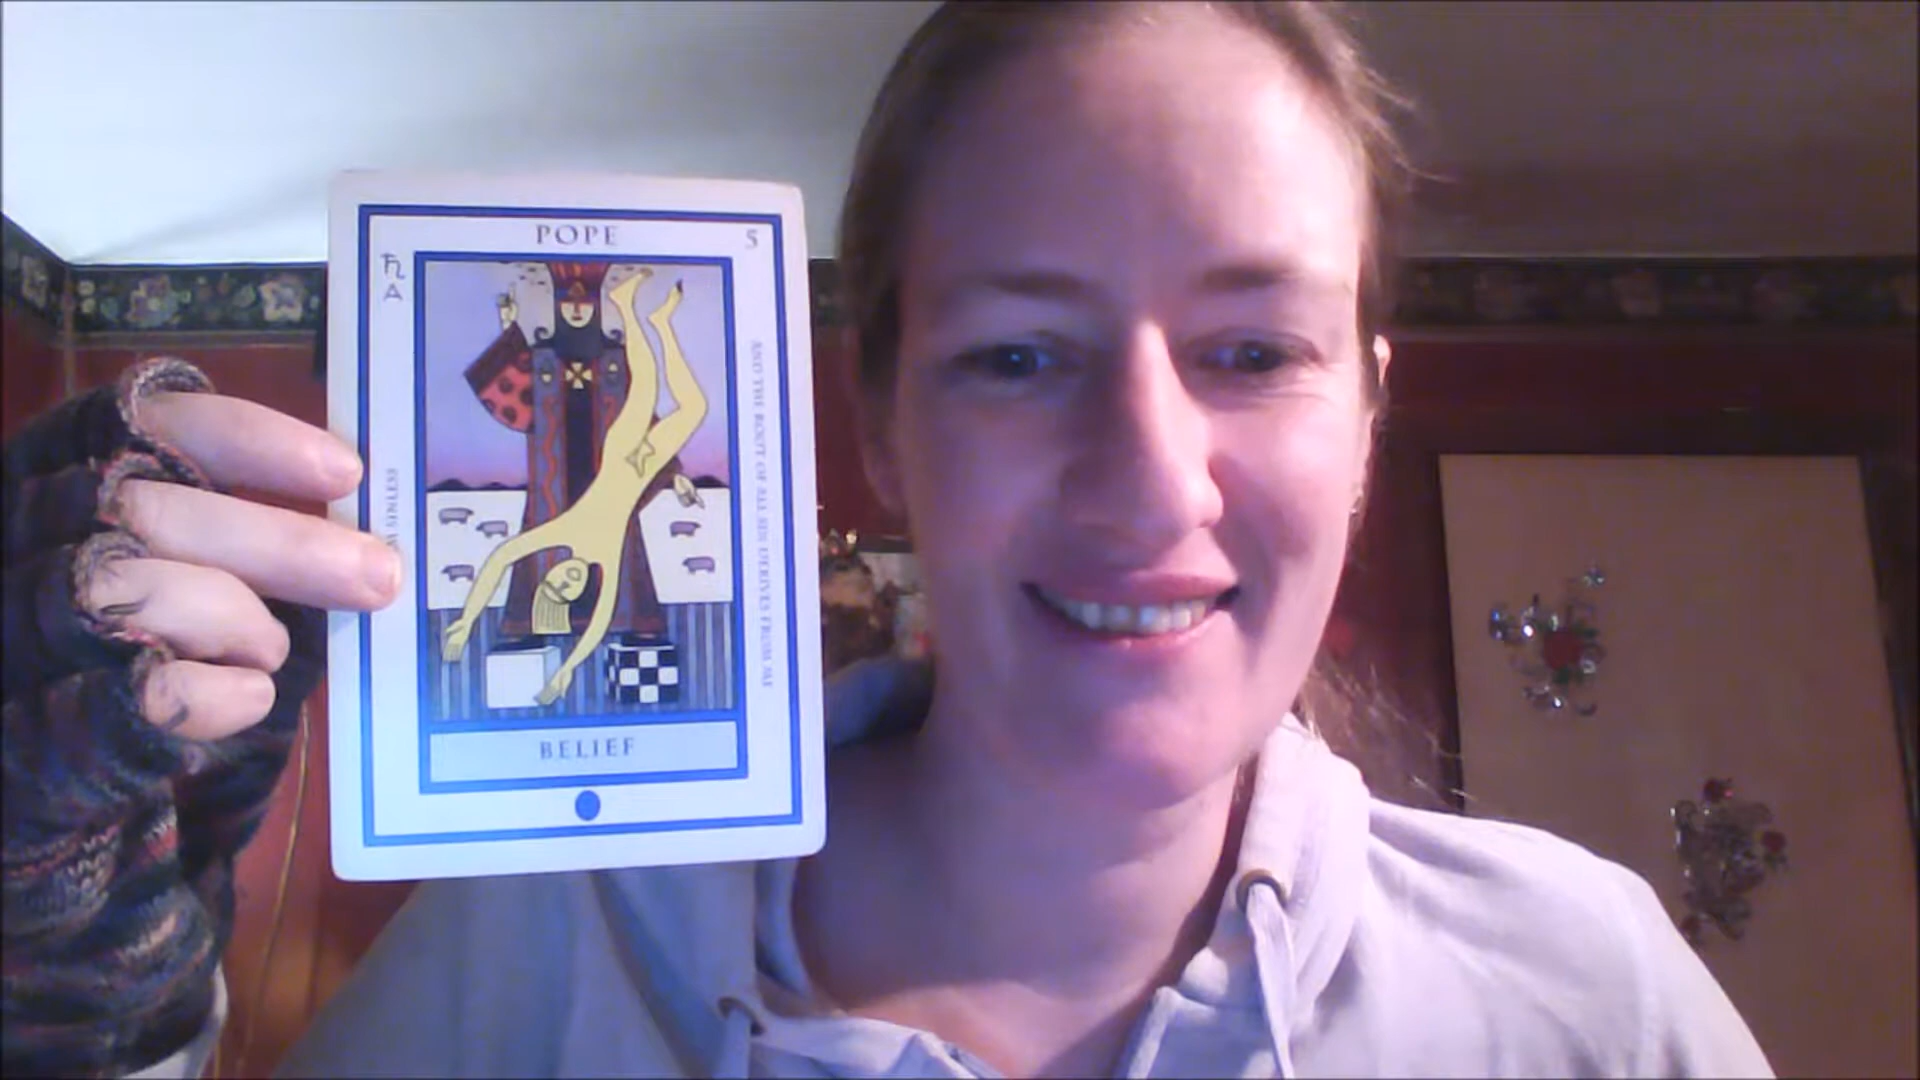 POPE
5
A
AND THE ROOT OF ALL SIN DERIVES FROM ME
BELIEF